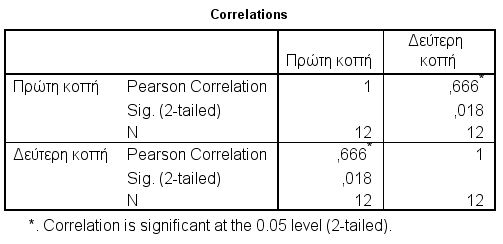 Correlations
Πρώτη κοπή Δεύτερη κοπή
Πρώτη κοπή Pearson Correlation 1 ,666*
Sig. (2-tailed) ,018
N 12 12
Δεύτερη κοπή Pearson Correlation ,666* 1
Sig. (2-tailed) ,018
N 12 12
*. Correlation is significant at the 0.05 level (2-tailed).